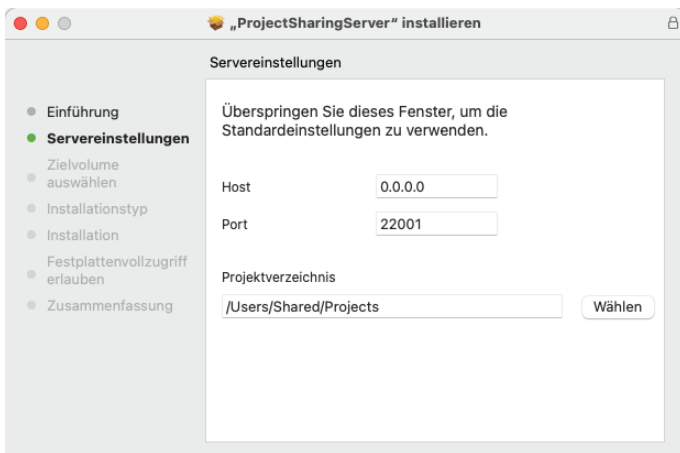 „ProjectSharingServer“ installieren
Servereinstellungen
Einführung
Servereinstellungen
Zielvolume
auswählen
Installationstyp
Installation
Festplattenvollzugriff
erlauben
Zusammenfassung
Überspringen Sie dieses Fenster, um die
Standardeinstellungen zu verwenden.
Host 0.0.0.0
Port 22001
Projektverzeichnis
/Users/Shared/Projects Wählen